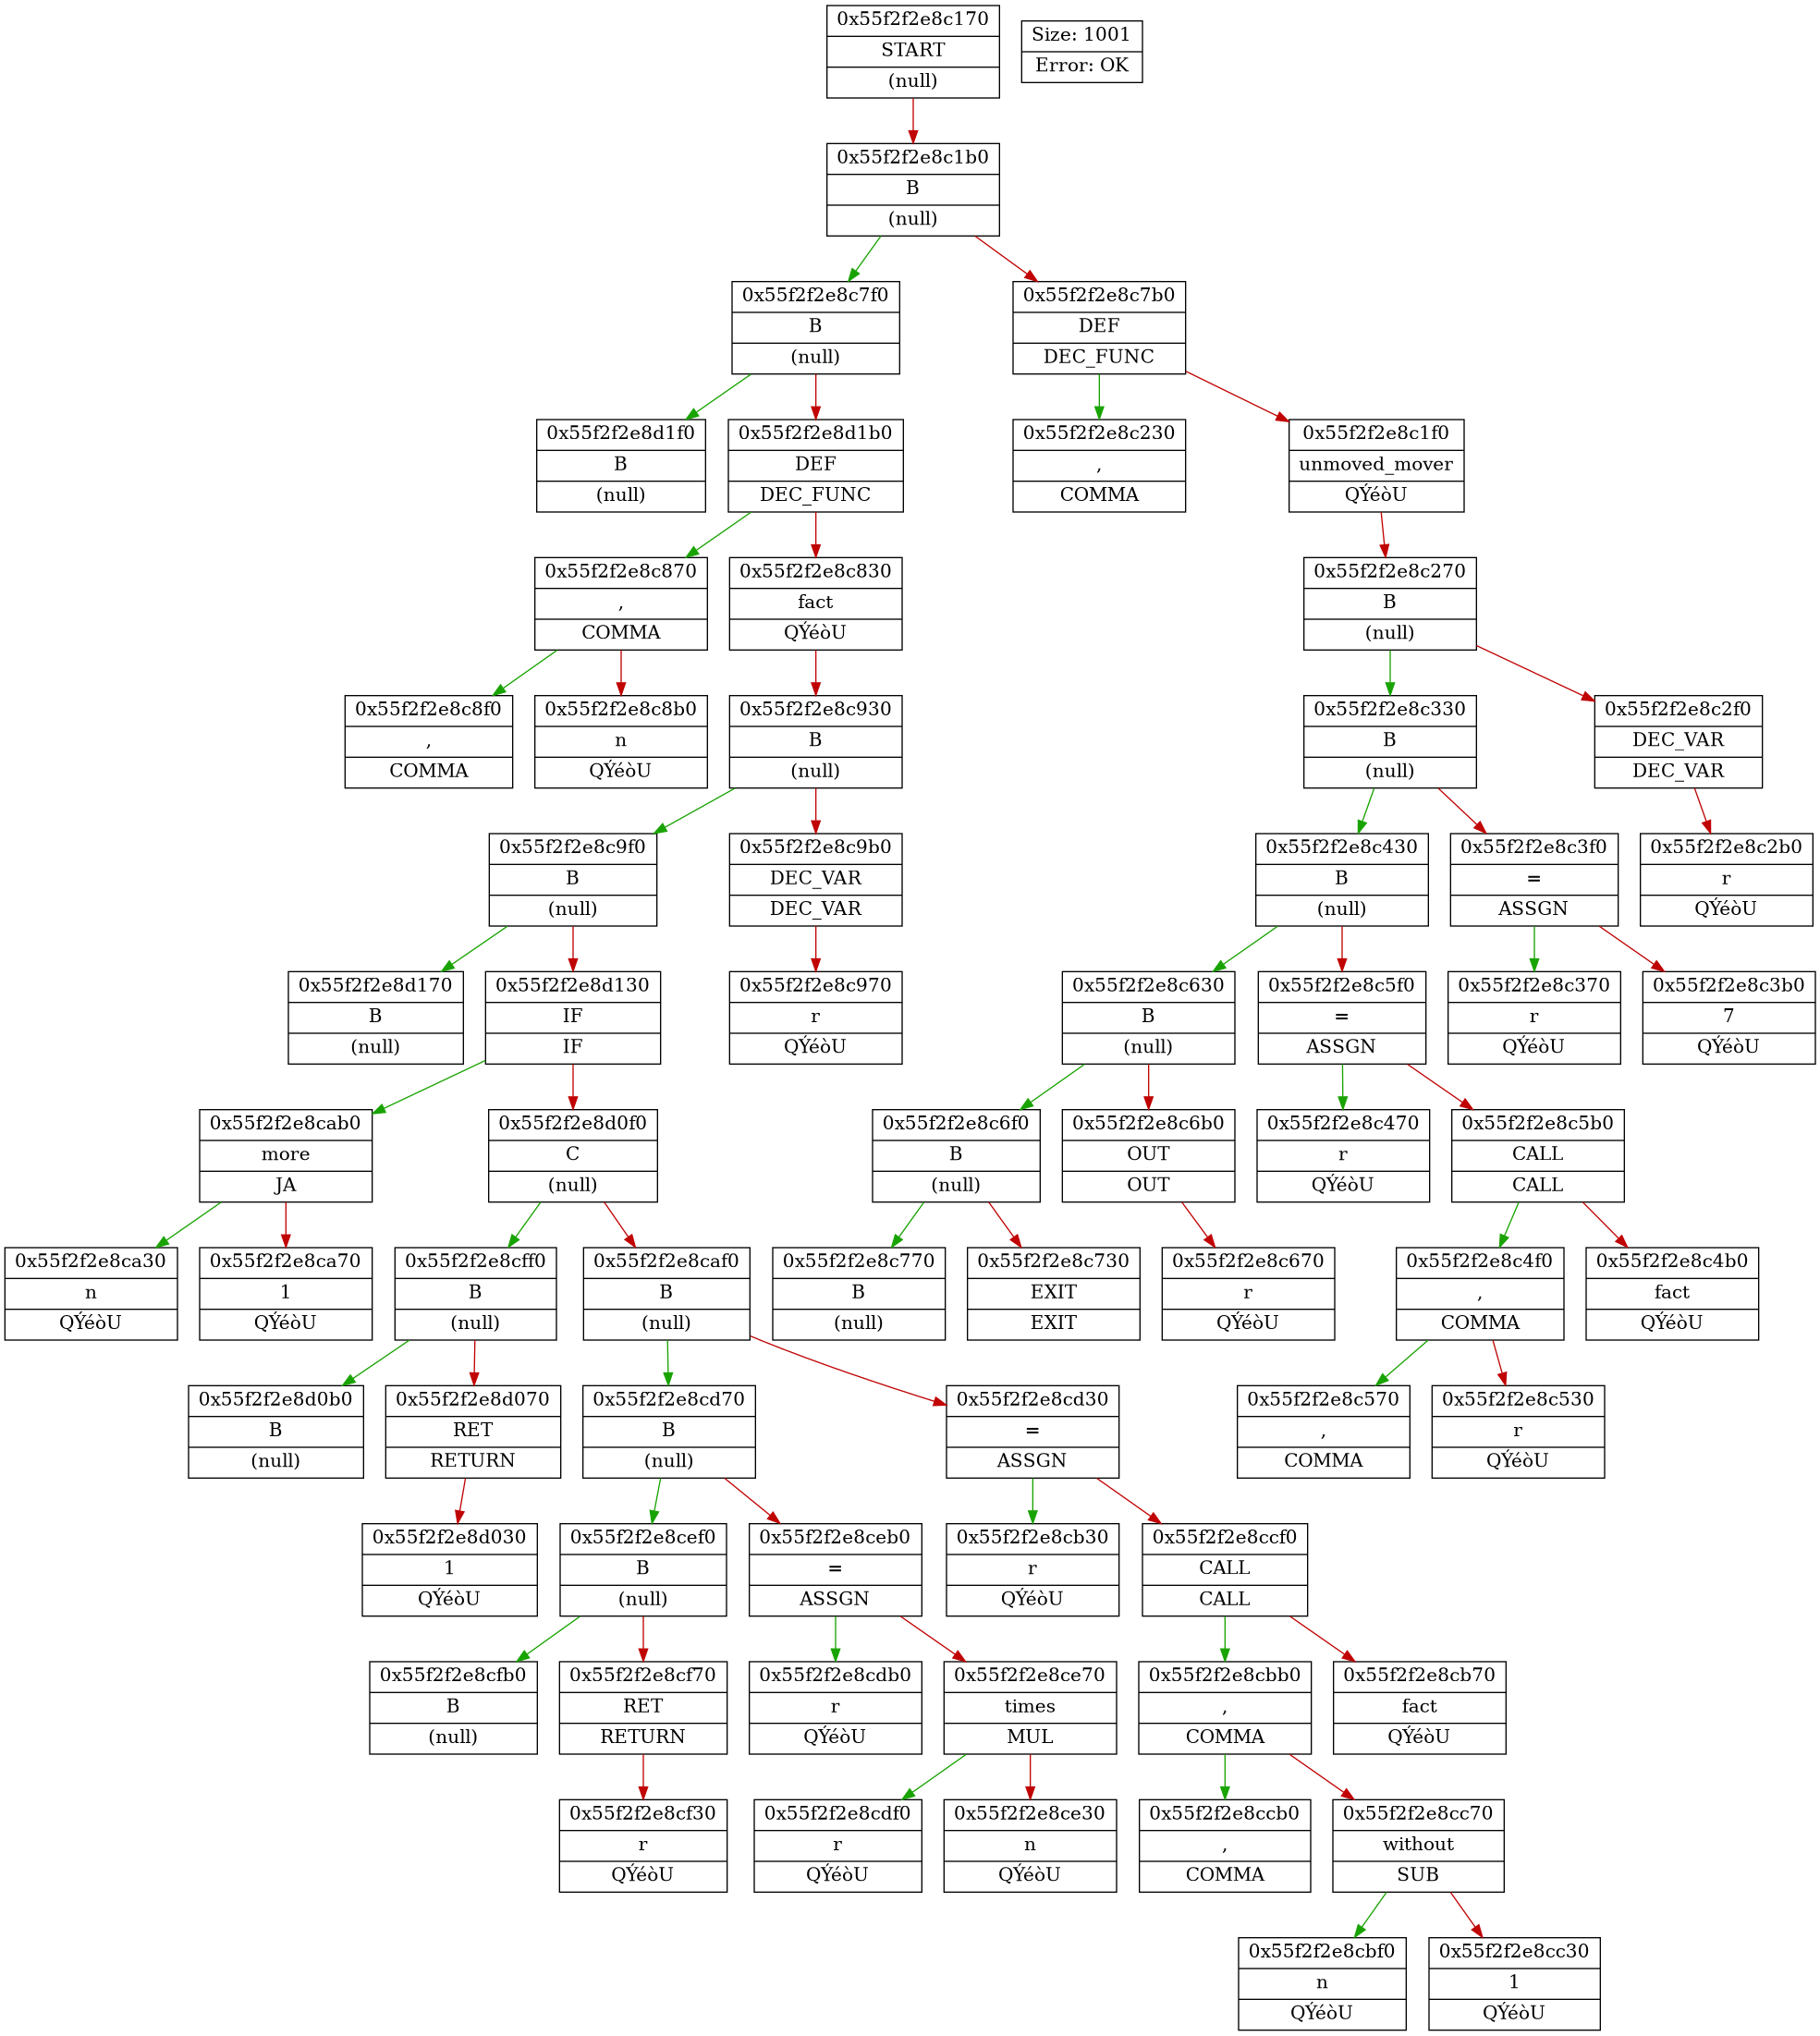 0x55f2f2e8c170
START
(null)
Size: 1001
Error: OK
0x55f2f2e8c1b0
B
(null)
0x55f2f2e8c7f0
B
(null)
0x55f2f2e8c7b0
DEF
DEC_FUNC
0x55f2f2e8d1f0
B
(null)
0x55f2f2e8d1b0
DEF
DEC_FUNC
0x55f2f2e8c230
,
COMMA
0x55f2f2e8c1f0
unmoved_mover
QÝéòU
0x55f2f2e8c870
,
COMMA
0x55f2f2e8c830
fact
QÝéòU
0x55f2f2e8c270
B
(null)
0x55f2f2e8c8f0
,
COMMA
0x55f2f2e8c8b0
n
QÝéòU
0x55f2f2e8c930
B
(null)
0x55f2f2e8c330
B
(null)
0x55f2f2e8c2f0
DEC_VAR
DEC_VAR
0x55f2f2e8c9f0
B
(null)
0x55f2f2e8c9b0
DEC_VAR
DEC_VAR
0x55f2f2e8c430
B
(null)
0x55f2f2e8c3f0
=
ASSGN
0x55f2f2e8c2b0
r
QÝéòU
0x55f2f2e8d170
B
(null)
0x55f2f2e8d130
IF
IF
0x55f2f2e8c970
r
QÝéòU
0x55f2f2e8c630
B
(null)
0x55f2f2e8c5f0
=
ASSGN
0x55f2f2e8c370
r
QÝéòU
0x55f2f2e8c3b0
7
QÝéòU
0x55f2f2e8cab0
more
JA
0x55f2f2e8d0f0
C
(null)
0x55f2f2e8c6f0
B
(null)
0x55f2f2e8c6b0
OUT
OUT
0x55f2f2e8c470
r
QÝéòU
0x55f2f2e8c5b0
CALL
CALL
0x55f2f2e8ca30
n
QÝéòU
0x55f2f2e8ca70
1
QÝéòU
0x55f2f2e8cff0
B
(null)
0x55f2f2e8caf0
B
(null)
0x55f2f2e8c770
B
(null)
0x55f2f2e8c730
EXIT
EXIT
0x55f2f2e8c670
r
QÝéòU
0x55f2f2e8c4f0
,
COMMA
0x55f2f2e8c4b0
fact
QÝéòU
0x55f2f2e8d0b0
B
(null)
0x55f2f2e8d070
RET
RETURN
0x55f2f2e8cd70
B
(null)
0x55f2f2e8cd30
=
ASSGN
0x55f2f2e8c570
,
COMMA
0x55f2f2e8c530
r
QÝéòU
0x55f2f2e8d030
1
QÝéòU
0x55f2f2e8cef0
B
(null)
0x55f2f2e8ceb0
=
ASSGN
0x55f2f2e8cb30
r
QÝéòU
0x55f2f2e8ccf0
CALL
CALL
0x55f2f2e8cfb0
B
(null)
0x55f2f2e8cf70
RET
RETURN
0x55f2f2e8cdb0
r
QÝéòU
0x55f2f2e8ce70
times
MUL
0x55f2f2e8cbb0
,
COMMA
0x55f2f2e8cb70
fact
QÝéòU
0x55f2f2e8cf30
r
QÝéòU
0x55f2f2e8cdf0
r
QÝéòU
0x55f2f2e8ce30
n
QÝéòU
0x55f2f2e8ccb0
,
COMMA
0x55f2f2e8cc70
without
SUB
0x55f2f2e8cbf0
n
QÝéòU
0x55f2f2e8cc30
1
QÝéòU